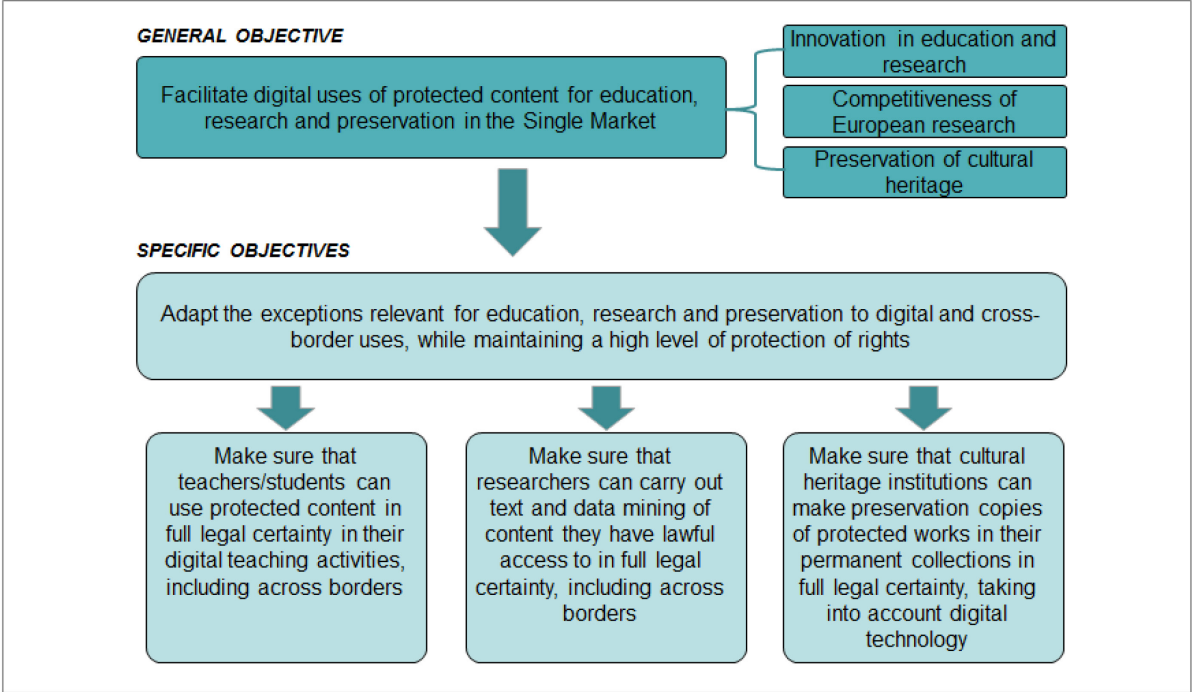 GENERAL OBJECTIVE
Facilitate digital uses of protected content for education,
research and preservation in the Single Market
Innovation in education and
research
Competitiveness of
European research
Preservation of cultural
heritage
SPECIFIC OBJECTIVES
Adapt the exceptions relevant for education, research and preservation to digital and cross-
border uses, while maintaining a high level of protection of rights
Make sure that
teachers/students can
use protected content in
full legal certainty in their
digital teaching activities,
including across borders
Make sure that
researchers can carry out
text and data mining of
content they have lawful
access to in full legal
certainty, including across
borders
Make sure that cultural
heritage institutions can
make preservation copies
of protected works in their
permanent collections in
full legal certainty, taking
into account digital
technology